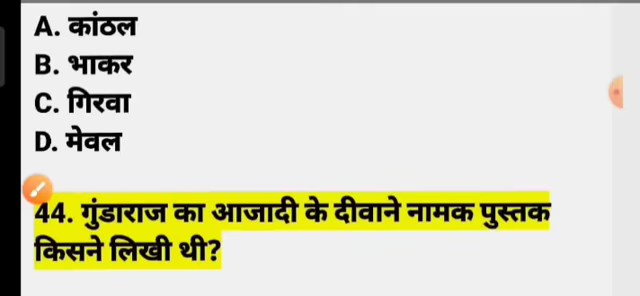 A. कांठल
B. भाकर
C. गिरवा
D. मेवल
44. गुंडाराज का आजादी के दीवाने नामक पुस्तक
किसने लिखी थी?